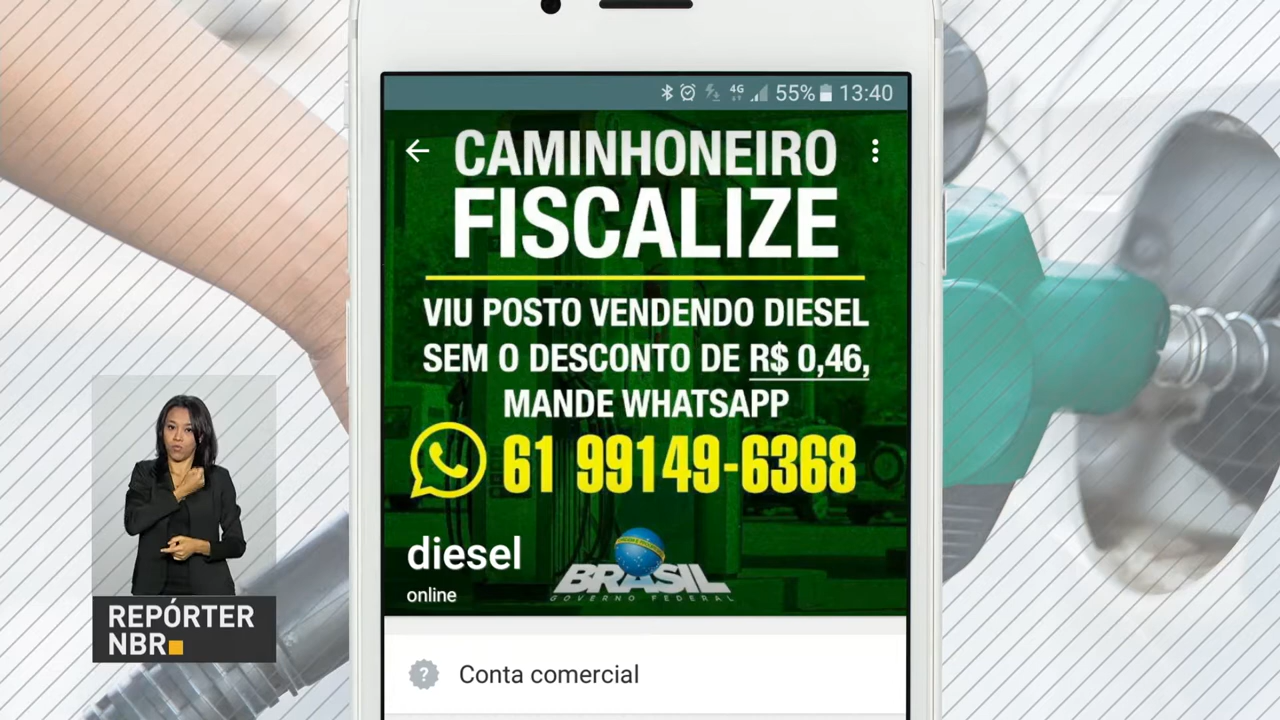 4G 55% 13:40
CAMINHONEIRO
FISCALIZE
VIU POSTO VENDENDO DIESEL
SEM O DESCONTO DE R$ 0,46,
MANDE WHATSAPP
61 99149-6368
diesel
online
BRASIL
GOVERNO FEDERAL
? Conta comercial
REPÓRTER
NBR